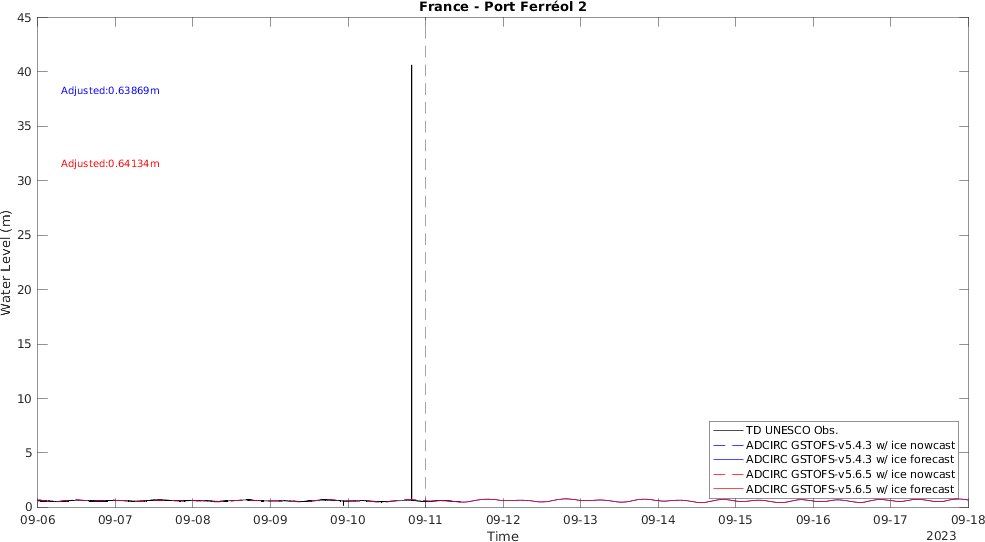 France - Port Ferréol 2
45
40
35
30
25
20
15
10
5
0
Water Level (m)
Adjusted:0.63869m
Adjusted:0.64134m
TD UNESCO Obs.
ADCIRC GSTOFS-v5.4.3 w/ ice nowcast
ADCIRC GSTOFS-v5.4.3 w/ ice forecast
ADCIRC GSTOFS-v5.6.5 w/ ice nowcast
ADCIRC GSTOFS-v5.6.5 w/ ice forecast
09-06 09-07 09-08 09-09 09-10 09-11 09-12 09-13 09-14 09-15 09-16 09-17 09-18
Time
2023